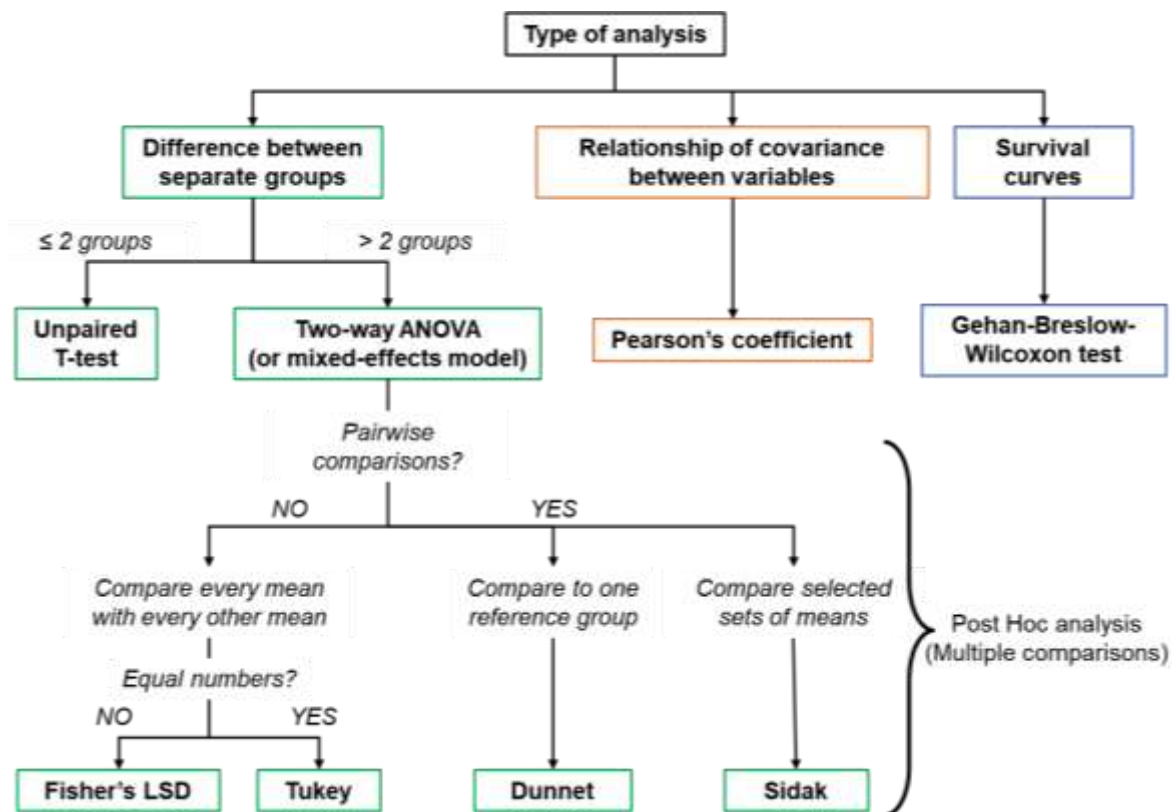 Type of analysis
Difference between
separate groups
Relationship of covariance
between variables
Survival
curves
≤ 2 groups
> 2 groups
Unpaired
T-test
Two-way ANOVA
(or mixed-effects model)
Pearson's coefficient
Gehan-Breslow-
Wilcoxon test
Pairwise
comparisons?
NO
YES
Compare every mean
with every other mean
Compare to one
reference group
Compare selected
sets of means
Post Hoc analysis
(Multiple comparisons)
Equal numbers?
NO
YES
Fisher's LSD
Tukey
Dunnet
Sidak